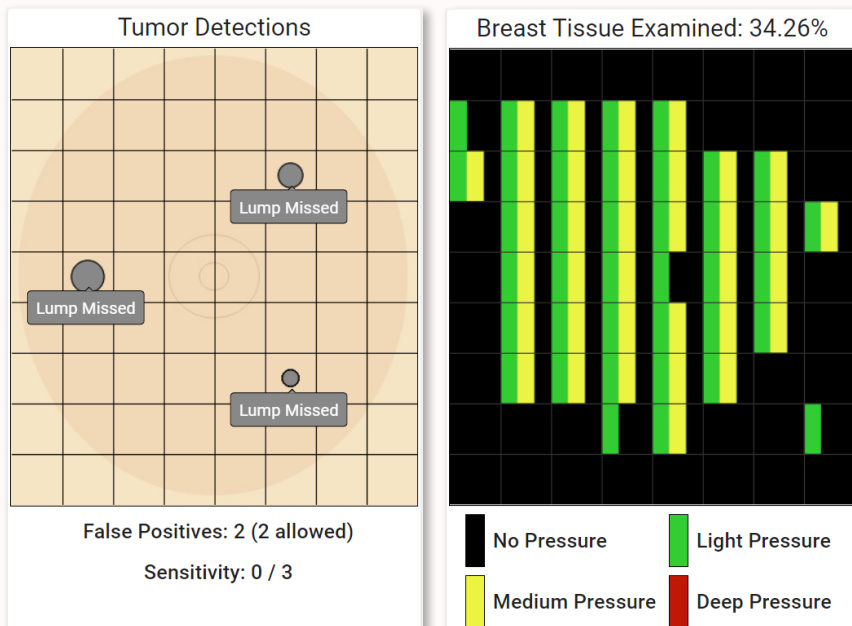 Tumor Detections
Lump Missed
Lump Missed
Lump Missed
False Positives: 2 (2 allowed)
Sensitivity: 0 / 3
Breast Tissue Examined: 34.26%
No Pressure
Light Pressure
Medium Pressure
Deep Pressure